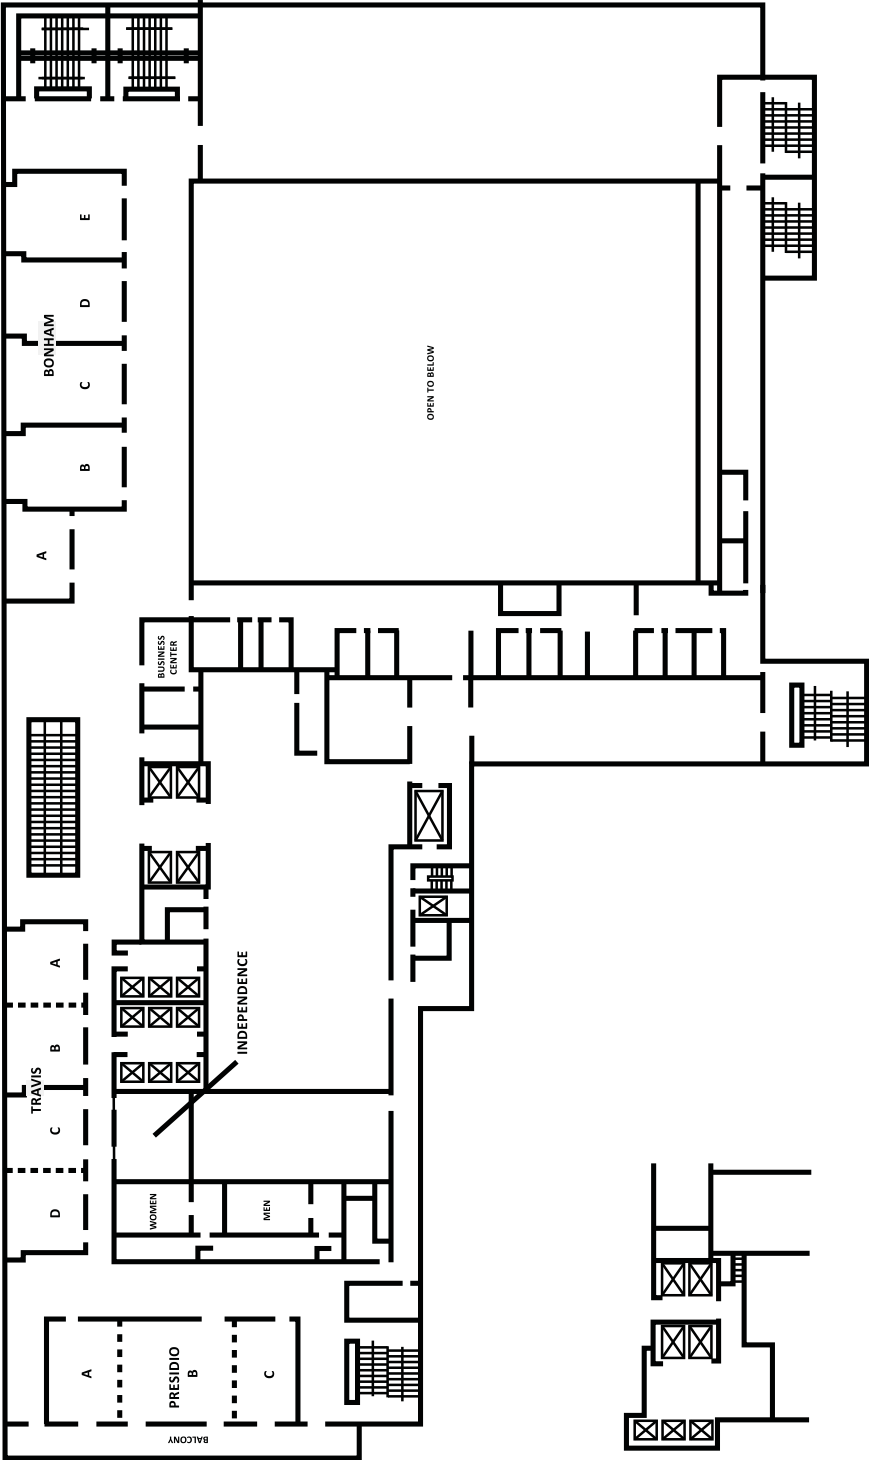 E
D
BONHAM
C
B
A
OPEN TO BELOW
BUSINESS
CENTER
A
B
TRAVIS
C
D
INDEPENDENCE
WOMEN
MEN
A
PRESIDIO
B
C
BALCONY